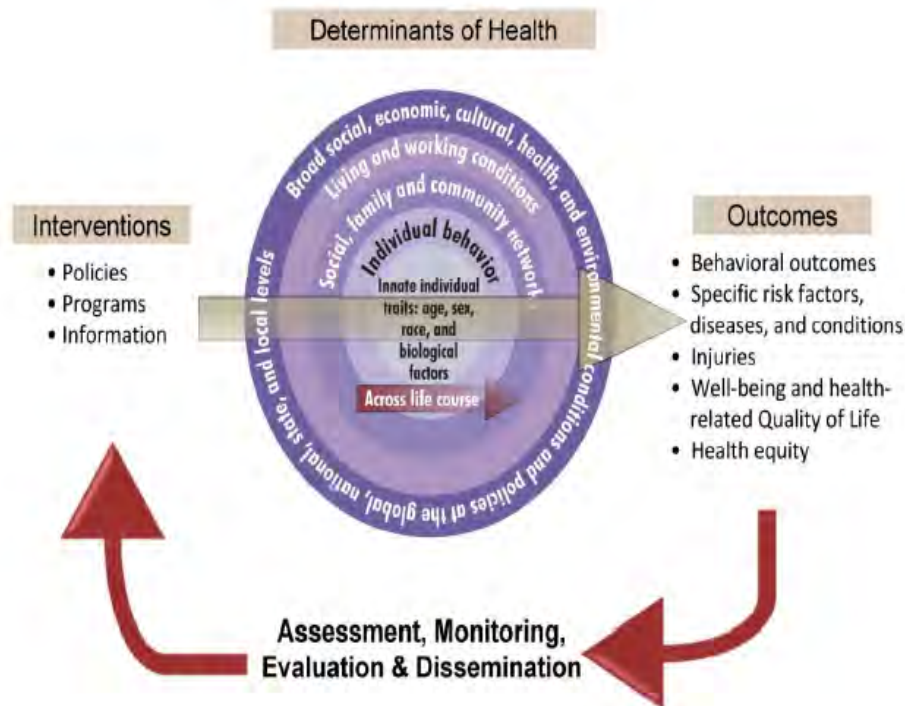 Determinants of Health
Interventions
• Policies
• Programs
• Information
Broad social, economic, cultural, health, and environmental conditions and policies at the global, national, state, and local levels
Living and working conditions
Social, family and community network
Individual behavior
Innate individual
traits: age, sex,
race, and
biological
factors
Across life course
Outcomes
• Behavioral outcomes
• Specific risk factors,
diseases, and conditions
• Injuries
• Well-being and health-
related Quality of Life
• Health equity
Assessment, Monitoring,
Evaluation & Dissemination